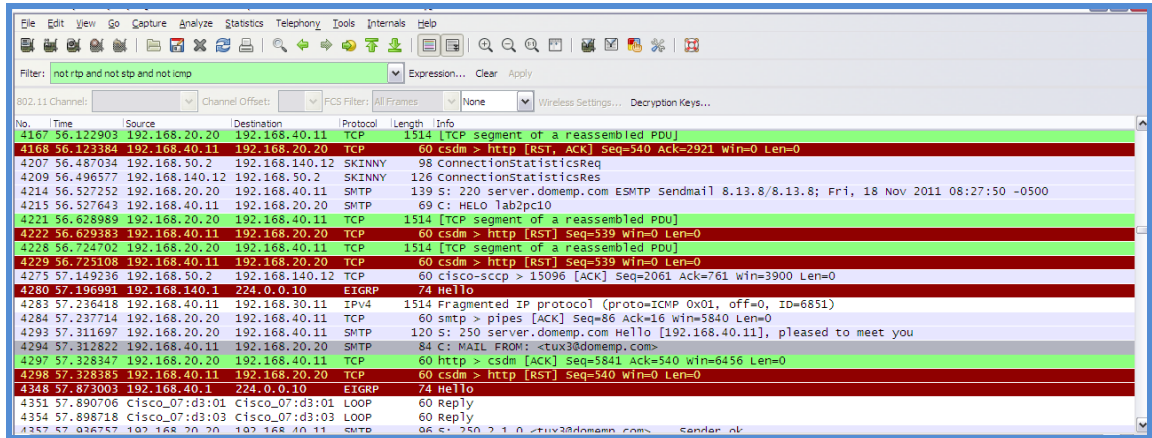 File Edit View Go Capture Analyze Statistics Telephony Tools Internals Help
Filter: not rtp and not stp and not icmp Expression... Clear Apply
802.11 Channel: Channel Offset: FCS Filter: All Frames None Wireless Settings... Decryption Keys...
No. Time Source Destination Protocol Length Info
4167 56.122903 192.168.20.20 192.168.40.11 TCP 1514 [TCP segment of a reassembled PDU]
4168 56.123384 192.168.40.11 192.168.20.20 TCP 60 csdm > http [RST, ACK] Seq=540 Ack=2921 Win=0 Len=0
4207 56.487034 192.168.50.2 192.168.140.12 SKINNY 98 ConnectionStatisticsReq
4209 56.496577 192.168.140.12 192.168.50.2 SKINNY 126 ConnectionStatisticsRes
4214 56.527252 192.168.20.20 192.168.40.11 SMTP 139 S: 220 server.domemp.com ESMTP Sendmail 8.13.8/8.13.8; Fri, 18 Nov 2011 08:27:50 -0500
4215 56.527643 192.168.40.11 192.168.20.20 SMTP 69 C: HELO lab2pc10
4221 56.628989 192.168.20.20 192.168.40.11 TCP 1514 [TCP segment of a reassembled PDU]
4222 56.629383 192.168.40.11 192.168.20.20 TCP 60 csdm > http [RST] Seq=539 Win=0 Len=0
4228 56.724702 192.168.20.20 192.168.40.11 TCP 1514 [TCP segment of a reassembled PDU]
4229 56.725108 192.168.40.11 192.168.20.20 TCP 60 csdm > http [RST] Seq=539 Win=0 Len=0
4275 57.149236 192.168.50.2 192.168.140.12 TCP 60 cisco-sccp > 15096 [ACK] Seq=2061 Ack=761 Win=3900 Len=0
4280 57.196991 192.168.140.1 224.0.0.10 EIGRP 74 Hello
4283 57.236418 192.168.40.11 192.168.30.11 IPv4 1514 Fragmented IP protocol (proto=ICMP 0x01, off=0, ID=6851)
4284 57.237714 192.168.20.20 192.168.40.11 TCP 60 smtp > pipes [ACK] Seq=86 Ack=16 Win=5840 Len=0
4293 57.311697 192.168.20.20 192.168.40.11 SMTP 120 S: 250 server.domemp.com Hello [192.168.40.11], pleased to meet you
4294 57.312822 192.168.40.11 192.168.20.20 SMTP 84 C: MAIL FROM: <tux3@domemp.com>
4297 57.328347 192.168.20.20 192.168.40.11 TCP 60 http > csdm [ACK] Seq=5841 Ack=540 Win=6456 Len=0
4298 57.328385 192.168.40.11 192.168.20.20 TCP 60 csdm > http [RST] Seq=540 Win=0 Len=0
4348 57.873003 192.168.40.1 224.0.0.10 EIGRP 74 Hello
4351 57.890706 Cisco_07:d3:01 Cisco_07:d3:01 LOOP 60 Reply
4354 57.898718 Cisco_07:d3:03 Cisco_07:d3:03 LOOP 60 Reply
4357 57.936757 192.168.20.20 192.168.40.11 SMTP 96 S: 250 2.1.0 <tux3@domemp.com>... Sender ok